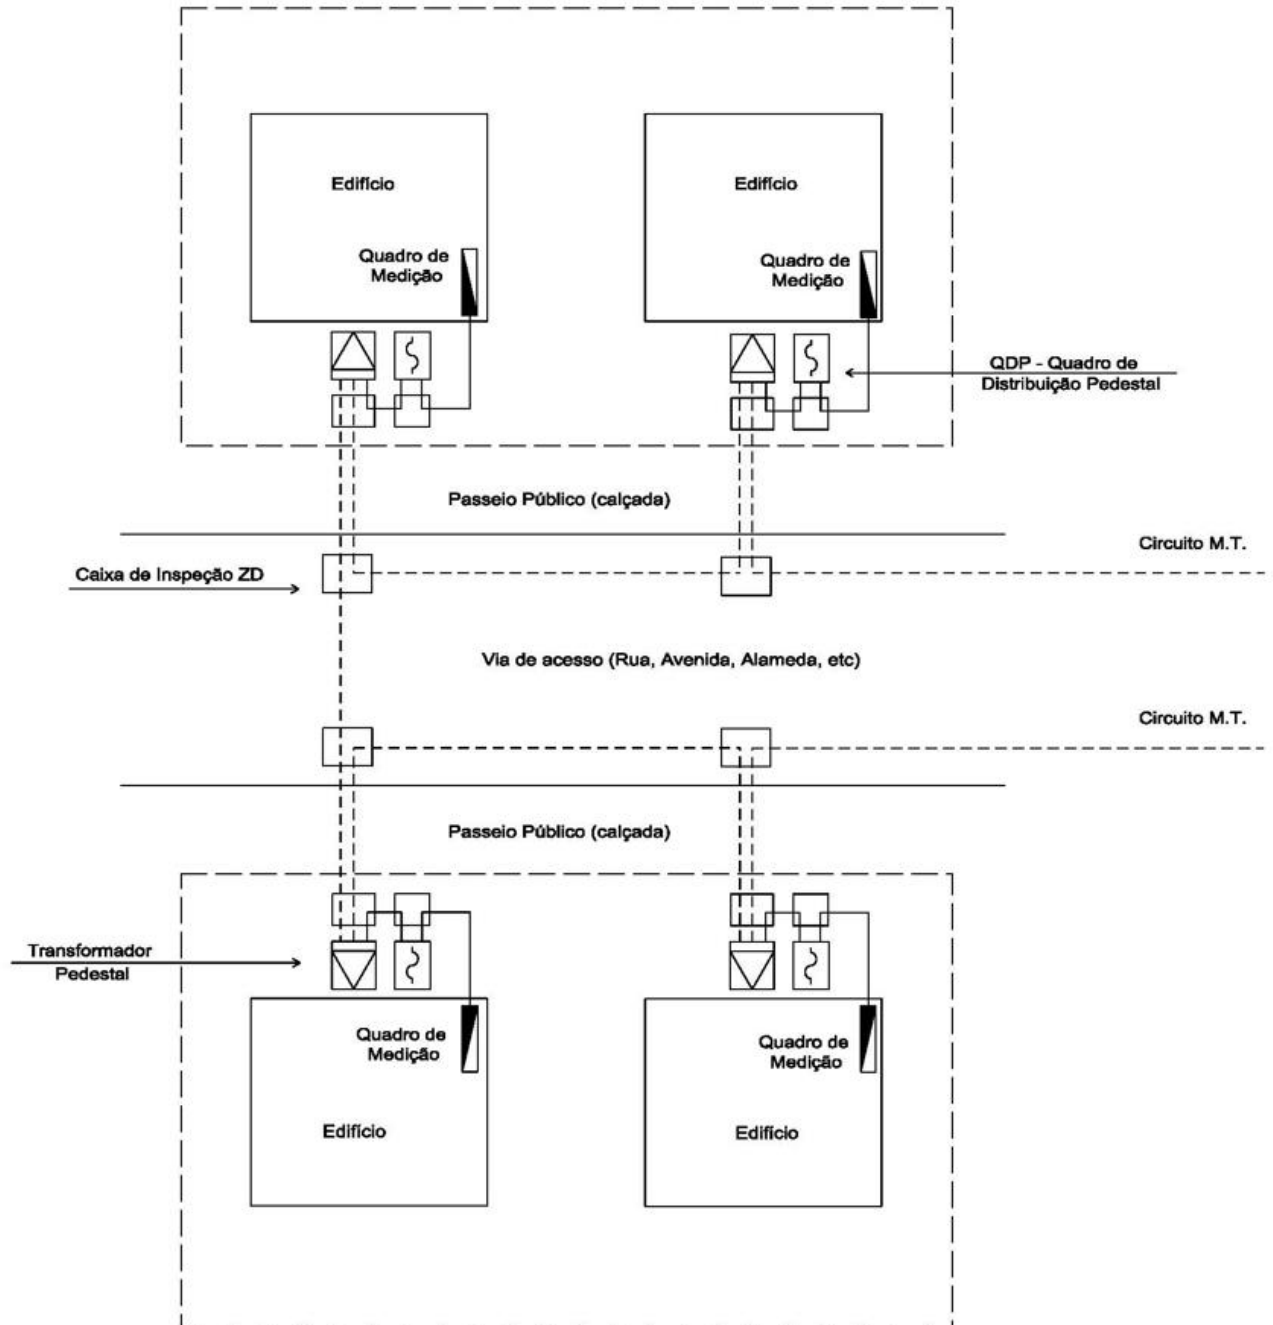 Edifício
Edifício
Quadro de
Medição
Quadro de
Medição
QDP - Quadro de
Distribuição Pedestal
Passeio Público (calçada)
Circuito M.T.
Caixa de Inspeção ZD
Via de acesso (Rua, Avenida, Alameda, etc)
Circuito M.T.
Passeio Público (calçada)
Transformador
Pedestal
Quadro de
Medição
Quadro de
Medição
Edifício
Edifício